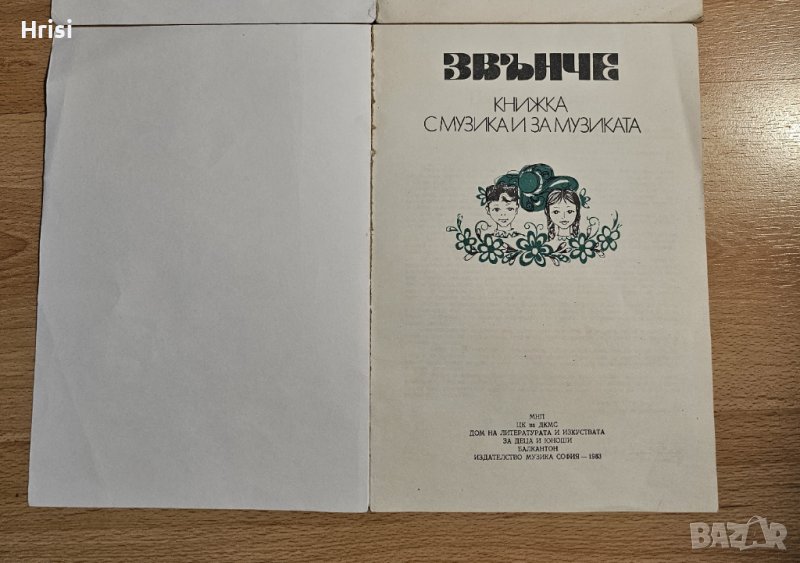 Hrisi
ЗВЪНЧЕ
КНИЖКА
С МУЗИКА И ЗА МУЗИКАТА
МНП
ЦК на ДКМС
ДОМ НА ЛИТЕРАТУРАТА И ИЗКУСТВАТА
ЗА ДЕЦА И ЮНОШИ
БАЛКАНТОН
ИЗДАТЕЛСТВО МУЗИКА СОФИЯ — 1983
BAZAR